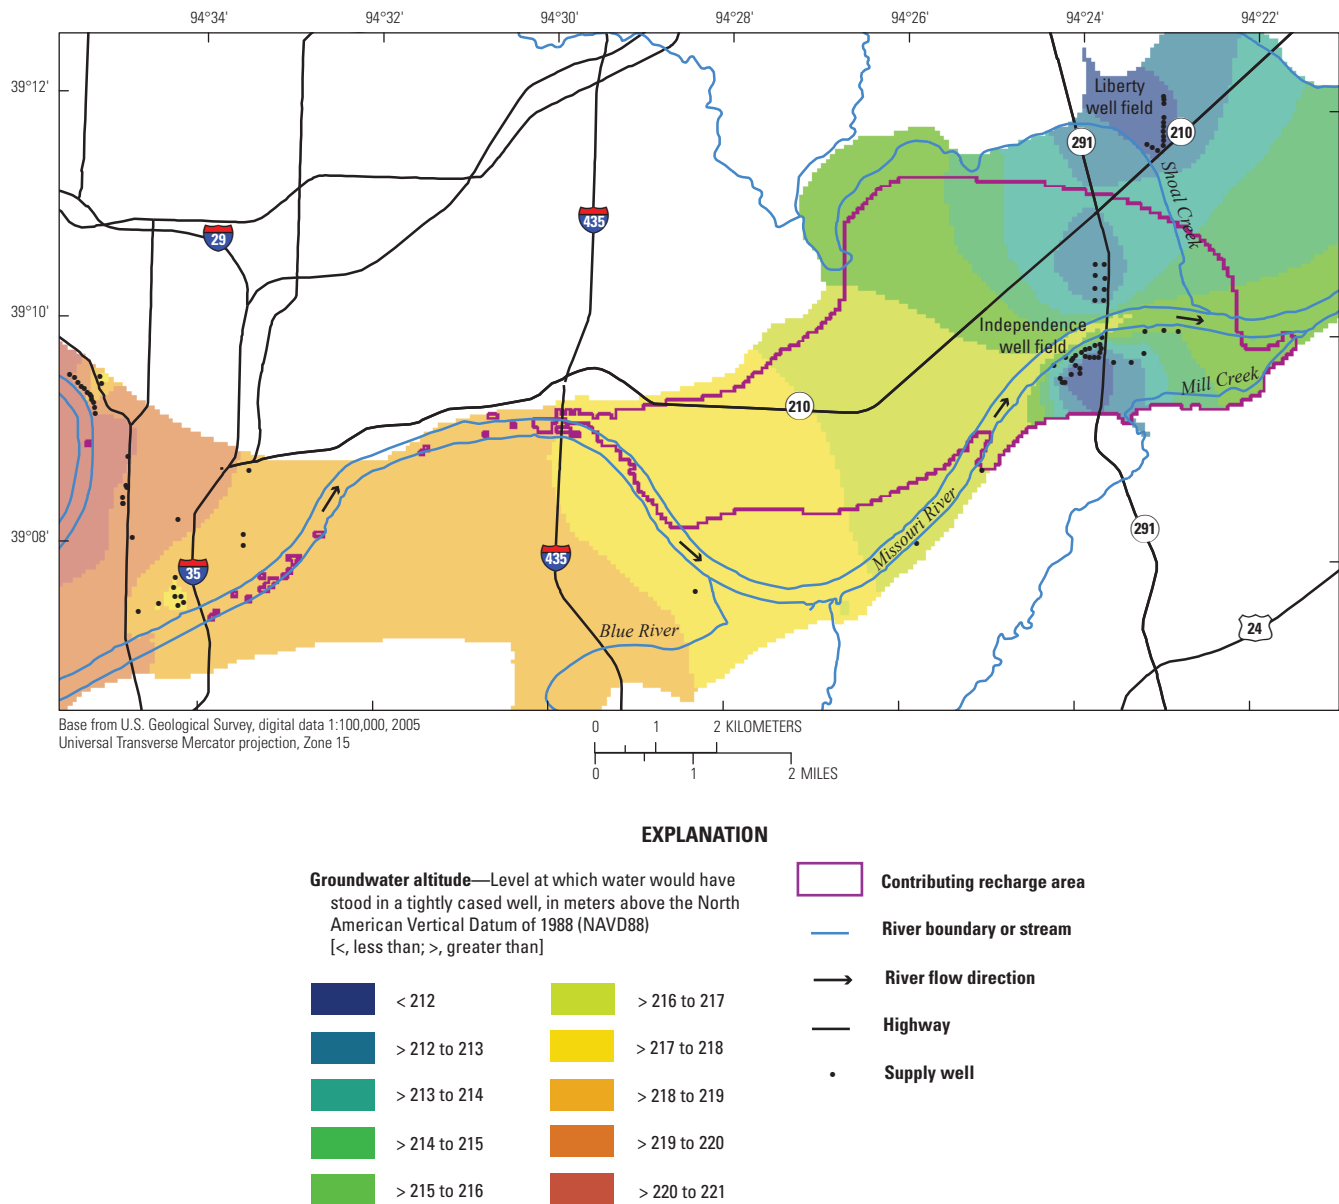 94°34'
94°32'
94°30'
94°28'
94°26'
94°24'
94°22'
39°12'
39°10'
39°08'
Liberty
well field
291
210
Shoal Creek
29
435
Independence
well field
Mill Creek
210
Missouri River
435
291
35
Blue River
24
Base from U.S. Geological Survey, digital data 1:100,000, 2005
Universal Transverse Mercator projection, Zone 15
0 1 2 KILOMETERS
0 1 2 MILES
EXPLANATION
Groundwater altitude—Level at which water would have
stood in a tightly cased well, in meters above the North
American Vertical Datum of 1988 (NAVD88)
[<, less than; >, greater than]
< 212
> 212 to 213
> 213 to 214
> 214 to 215
> 215 to 216
> 216 to 217
> 217 to 218
> 218 to 219
> 219 to 220
> 220 to 221
Contributing recharge area
River boundary or stream
River flow direction
Highway
Supply well